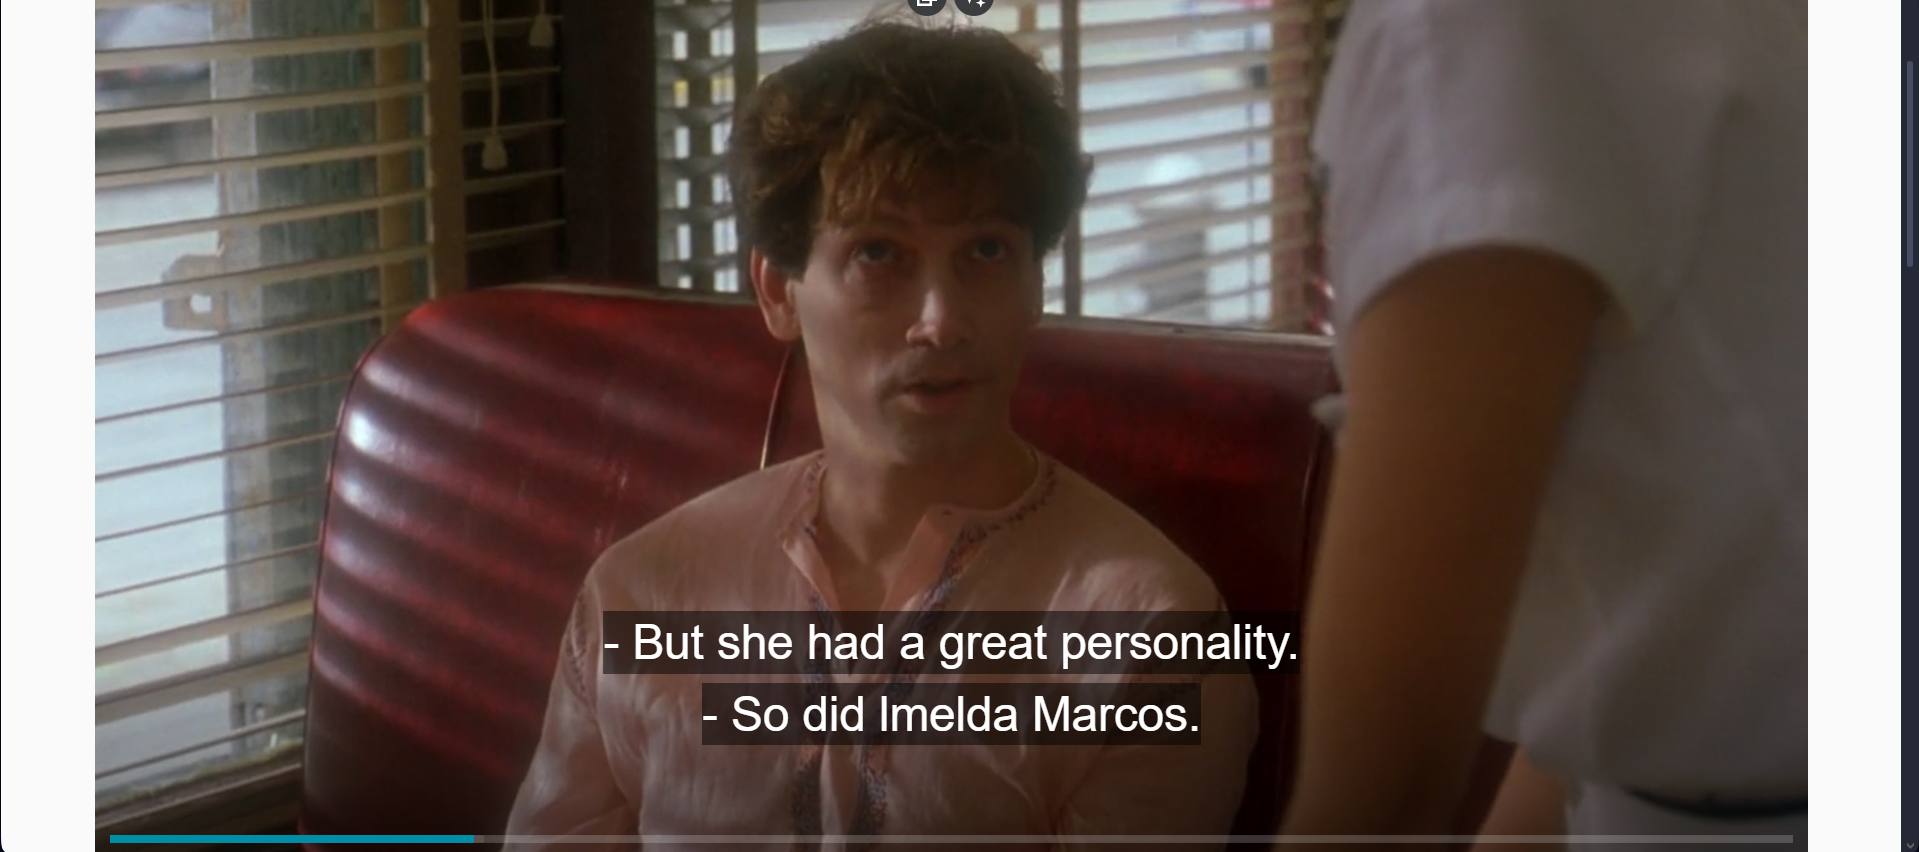 - But she had a great personality.
- So did Imelda Marcos.